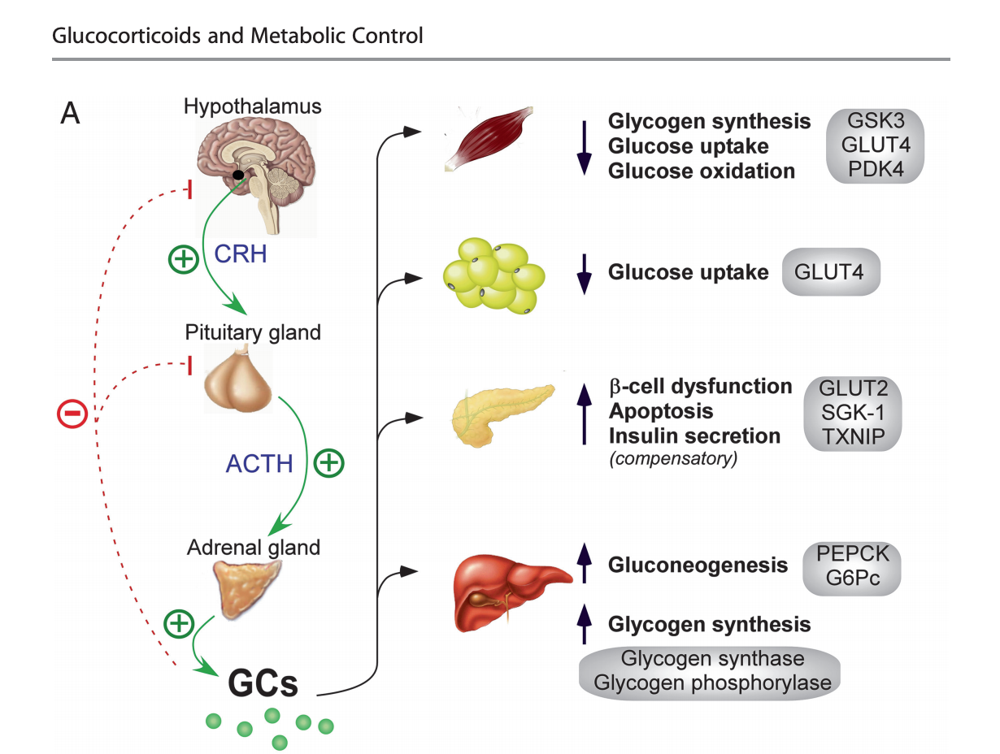 Glucocorticoids and Metabolic Control
A
Hypothalamus
CRH
Pituitary gland
ACTH
Adrenal gland
GCs
Glycogen synthesis
Glucose uptake
Glucose oxidation
GSK3
GLUT4
PDK4
Glucose uptake
GLUT4
β-cell dysfunction
Apoptosis
Insulin secretion
(compensatory)
GLUT2
SGK-1
TXNIP
Gluconeogenesis
PEPCK
G6Pc
Glycogen synthesis
Glycogen synthase
Glycogen phosphorylase